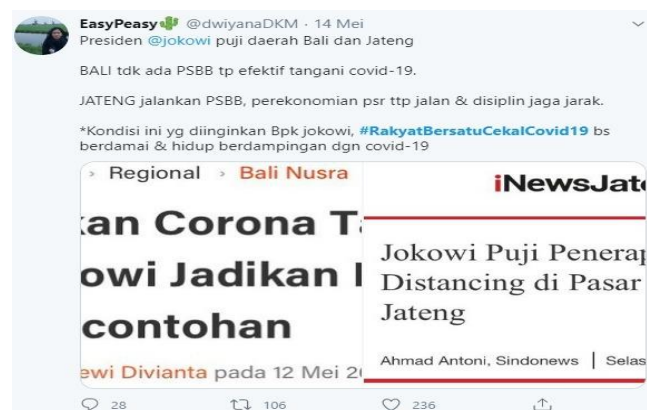 EasyPeasy @dwiyanaDKM · 14 Mei
Presiden @jokowi puji daerah Bali dan Jateng
BALI tdk ada PSBB tp efektif tangani covid-19.
JATENG jalankan PSBB, perekonomian psr ttp jalan & disiplin jaga jarak.
*Kondisi ini yg diinginkan Bpk jokowi, #RakyatBersatuCekalCovid19 bs
berdamai & hidup berdampingan dgn covid-19
Regional > Bali Nusra
kan Corona T
owi Jadikan
contohan
ewi Divianta pada 12 Mei 2
iNewsJat
Jokowi Puji Penera
Distancing di Pasar
Jateng
Ahmad Antoni, Sindonews | Selas
28 106 236